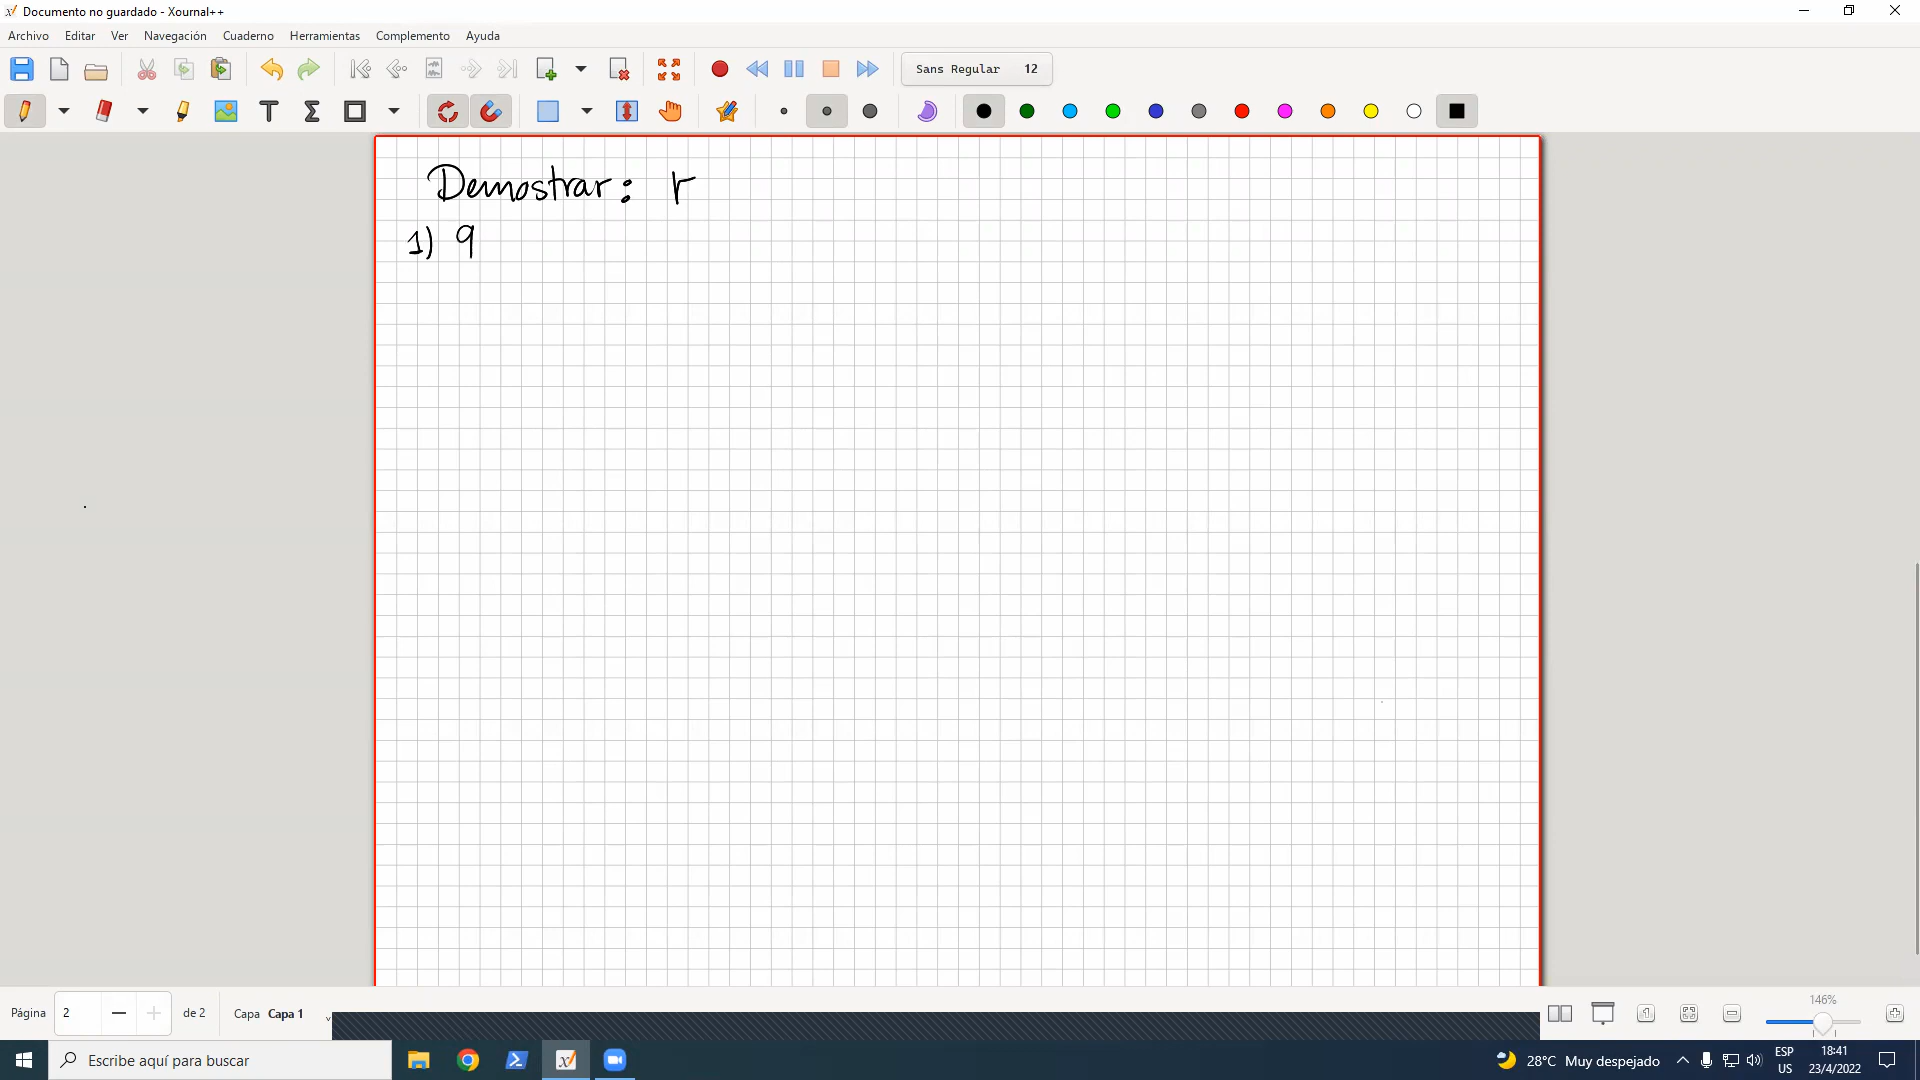 Documento no guardado - Xournal++
Archivo Editar Ver Navegación Cuaderno Herramientas Complemento Ayuda
Sans Regular 12
Demostrar: r
1) q
Página 2 de 2 Capa Capa 1
146%
Escribe aquí para buscar
28°C Muy despejado
ESP
US
18:41
23/4/2022